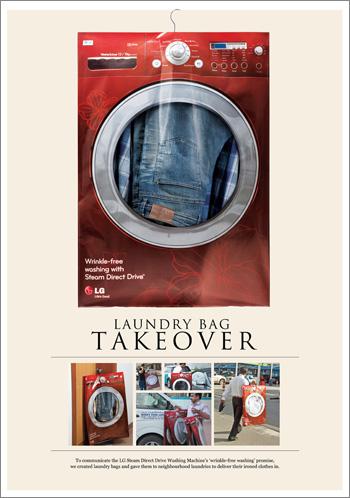 Wrinkle-free
washing with
Steam Direct Drive
LG
Life's Good
LAUNDRY BAG
TAKEOVER
To communicate the LG Steam Direct Drive Washing Machine's 'wrinkle-free washing' promise,
we created laundry bags and gave them to neighbourhood laundries to deliver their ironed clothes in.